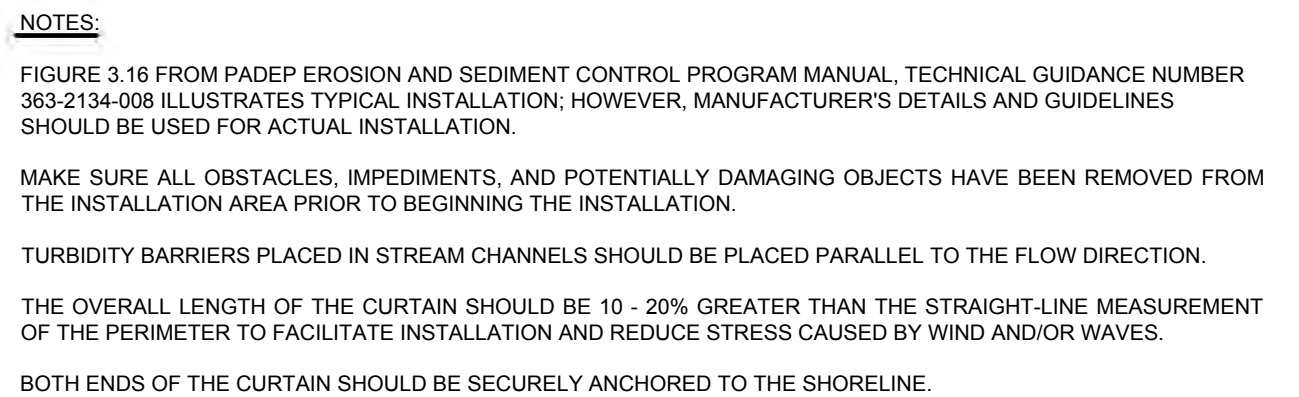 NOTES:
FIGURE 3.16 FROM PADEP EROSION AND SEDIMENT CONTROL PROGRAM MANUAL, TECHNICAL GUIDANCE NUMBER
363-2134-008 ILLUSTRATES TYPICAL INSTALLATION; HOWEVER, MANUFACTURER'S DETAILS AND GUIDELINES
SHOULD BE USED FOR ACTUAL INSTALLATION.
MAKE SURE ALL OBSTACLES, IMPEDIMENTS, AND POTENTIALLY DAMAGING OBJECTS HAVE BEEN REMOVED FROM
THE INSTALLATION AREA PRIOR TO BEGINNING THE INSTALLATION.
TURBIDITY BARRIERS PLACED IN STREAM CHANNELS SHOULD BE PLACED PARALLEL TO THE FLOW DIRECTION.
THE OVERALL LENGTH OF THE CURTAIN SHOULD BE 10 - 20% GREATER THAN THE STRAIGHT-LINE MEASUREMENT
OF THE PERIMETER TO FACILITATE INSTALLATION AND REDUCE STRESS CAUSED BY WIND AND/OR WAVES.
BOTH ENDS OF THE CURTAIN SHOULD BE SECURELY ANCHORED TO THE SHORELINE.